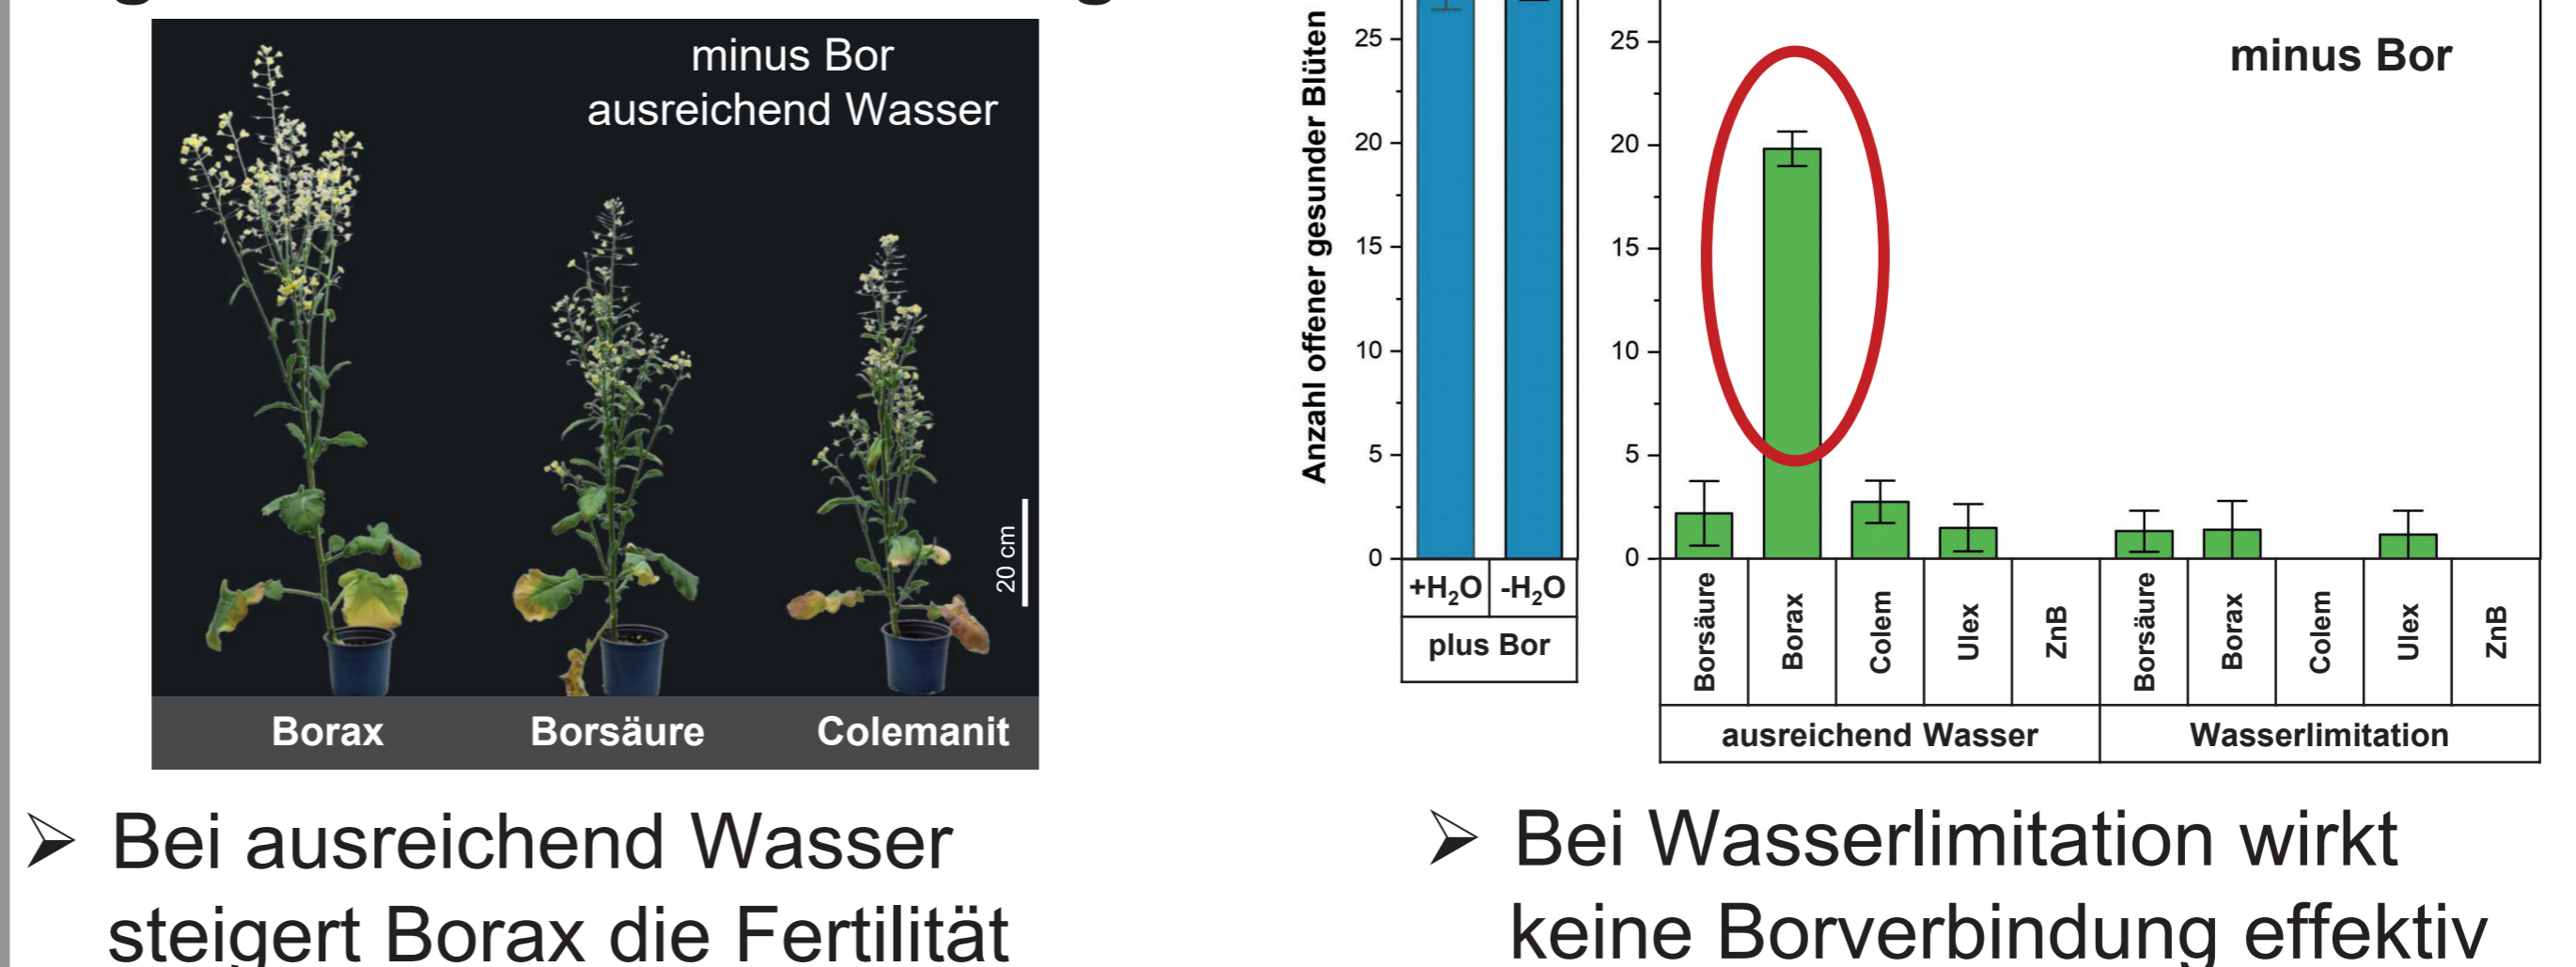 minus Bor
ausreichend Wasser
20 cm
Borax
Borsäure
Colemanit
Bei ausreichend Wasser
steigert Borax die Fertilität
Anzahl offener gesunder Blüten
25
20
15
10
5
0
+H₂O
-H₂O
plus Bor
25
20
15
10
5
0
minus Bor
Borsäure
Borax
Colem
Ulex
ZnB
Borsäure
Borax
Colem
Ulex
ZnB
ausreichend Wasser
Wasserlimitation
Bei Wasserlimitation wirkt
keine Borverbindung effektiv